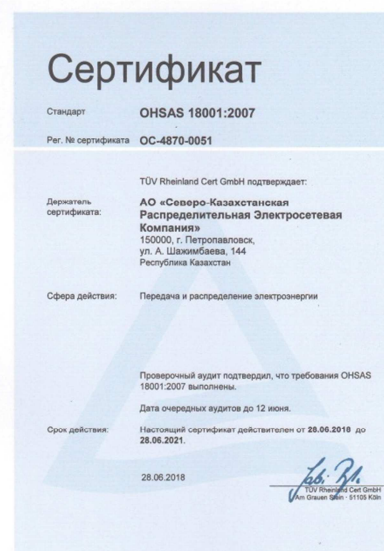 Сертификат
Стандарт OHSAS 18001:2007
Рег. № сертификата ОС-4870-0051
TÜV Rheinland Cert GmbH подтверждает:
Держатель сертификата: АО «Северо-Казахстанская
Распределительная Электросетевая
Компания»
150000, г. Петропавловск,
ул. А. Шажимбаева, 144
Республика Казахстан
Сфера действия: Передача и распределение электроэнергии
Проверочный аудит подтвердил, что требования OHSAS
18001:2007 выполнены.
Дата очередных аудитов до 12 июня.
Срок действия: Настоящий сертификат действителен от 28.06.2018 до
28.06.2021.
28.06.2018
TÜV Rheinland Cert GmbH
Am Grauen Stein · 51105 Köln